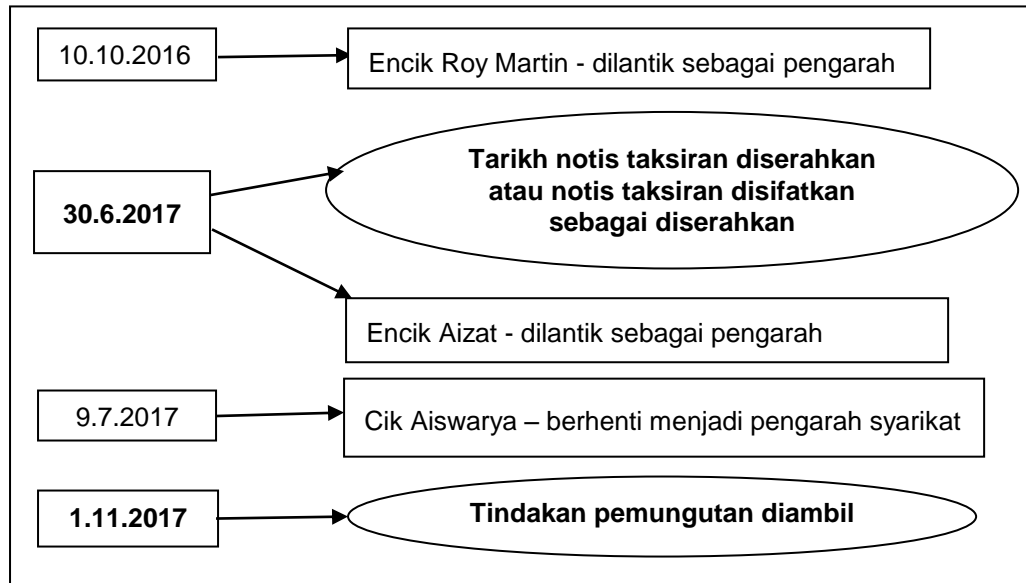 10.10.2016
Encik Roy Martin - dilantik sebagai pengarah
Tarikh notis taksiran diserahkan
atau notis taksiran disifatkan
sebagai diserahkan
30.6.2017
Encik Aizat - dilantik sebagai pengarah
9.7.2017
Cik Aiswarya – berhenti menjadi pengarah syarikat
1.11.2017
Tindakan pemungutan diambil